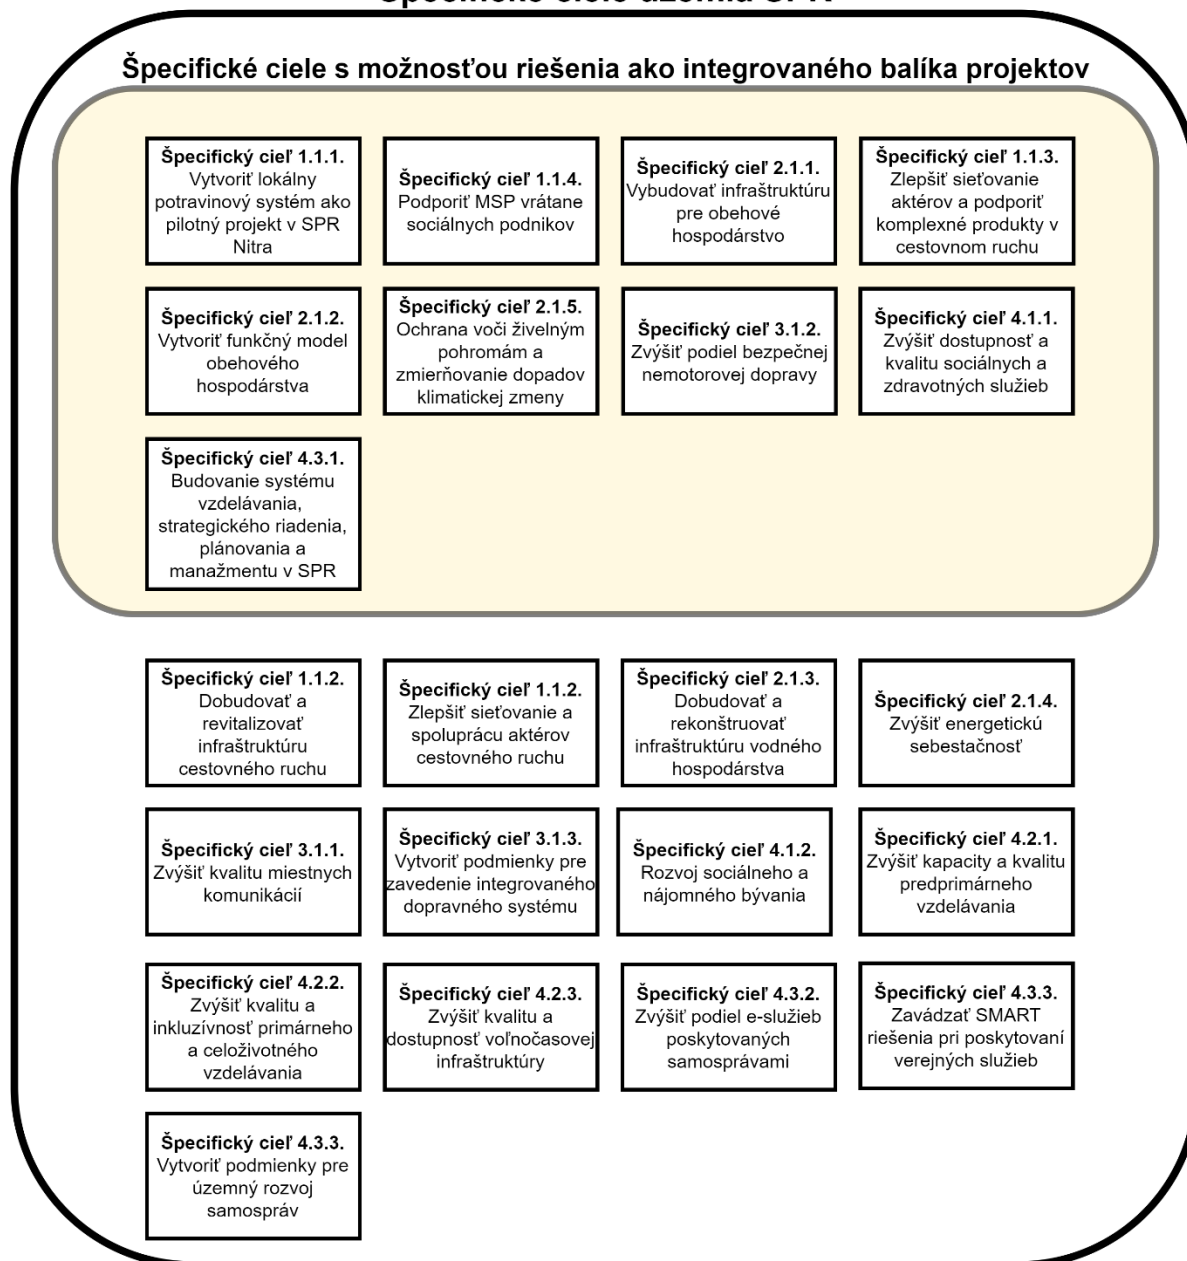 Špecifické ciele s možnosťou riešenia ako integrovaného balíka projektov
Špecifický cieľ 1.1.1.
Vytvoriť lokálny
potravinový systém ako
pilotný projekt v SPR
Nitra
Špecifický cieľ 1.1.4.
Podporiť MSP vrátane
sociálnych podnikov
Špecifický cieľ 2.1.1.
Vybudovať infraštruktúru
pre obehové
hospodárstvo
Špecifický cieľ 1.1.3.
Zlepšiť sieťovanie
aktérov a podporiť
komplexné produkty v
cestovnom ruchu
Špecifický cieľ 2.1.2.
Vytvoriť funkčný model
obehového
hospodárstva
Špecifický cieľ 2.1.5.
Ochrana voči živelným
pohromám a
zmierňovanie dopadov
klimatickej zmeny
Špecifický cieľ 3.1.2.
Zvýšiť podiel bezpečnej
nemotorovej dopravy
Špecifický cieľ 4.1.1.
Zvýšiť dostupnosť a
kvalitu sociálnych a
zdravotných služieb
Špecifický cieľ 4.3.1.
Budovanie systému
vzdelávania,
strategického riadenia,
plánovania a
manažmentu v SPR
Špecifický cieľ 1.1.2.
Dobudovať a
revitalizovať
infraštruktúru
cestovného ruchu
Špecifický cieľ 1.1.2.
Zlepšiť sieťovanie a
spoluprácu aktérov
cestovného ruchu
Špecifický cieľ 2.1.3.
Dobudovať a
rekonštruovať
infraštruktúru vodného
hospodárstva
Špecifický cieľ 2.1.4.
Zvýšiť energetickú
sebestačnosť
Špecifický cieľ 3.1.1.
Zvýšiť kvalitu miestnych
komunikácií
Špecifický cieľ 3.1.3.
Vytvoriť podmienky pre
zavedenie integrovaného
dopravného systému
Špecifický cieľ 4.1.2.
Rozvoj sociálneho a
nájomného bývania
Špecifický cieľ 4.2.1.
Zvýšiť kapacity a kvalitu
predprimárneho
vzdelávania
Špecifický cieľ 4.2.2.
Zvýšiť kvalitu a
inkluzívnosť primárneho
a celoživotného
vzdelávania
Špecifický cieľ 4.2.3.
Zvýšiť kvalitu a
dostupnosť voľnočasovej
infraštruktúry
Špecifický cieľ 4.3.2.
Zvýšiť podiel e-služieb
poskytovaných
samosprávami
Špecifický cieľ 4.3.3.
Zavádzať SMART
riešenia pri poskytovaní
verejných služieb
Špecifický cieľ 4.3.3.
Vytvoriť podmienky pre
územný rozvoj
samospráv